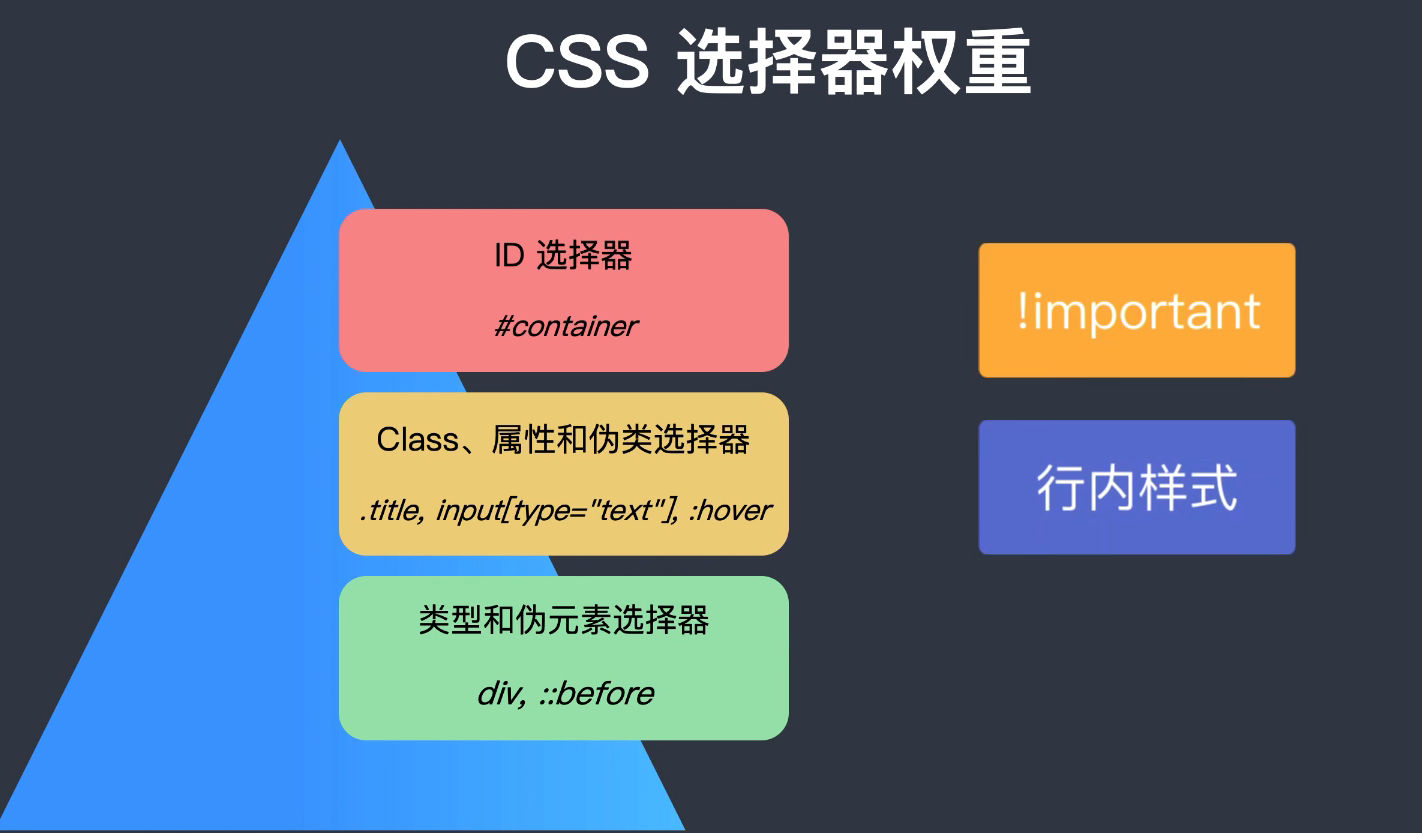 CSS 选择器权重
ID 选择器
#container
Class、属性和伪类选择器
.title, input[type="text"], :hover
类型和伪元素选择器
div, ::before
!important
行内样式